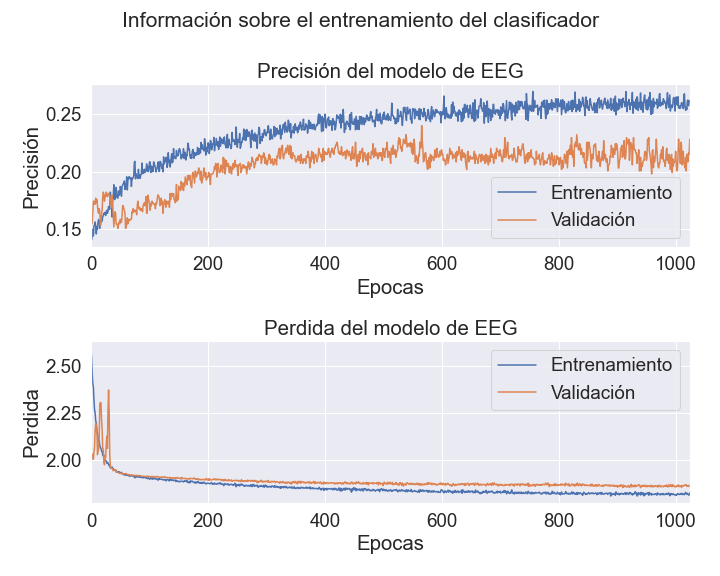 Información sobre el entrenamiento del clasificador
Precisión del modelo de EEG
Precisión
0.25
0.20
0.15
Entrenamiento
Validación
0 200 400 600 800 1000
Epocas
Perdida del modelo de EEG
Perdida
2.50
2.25
2.00
Entrenamiento
Validación
0 200 400 600 800 1000
Epocas